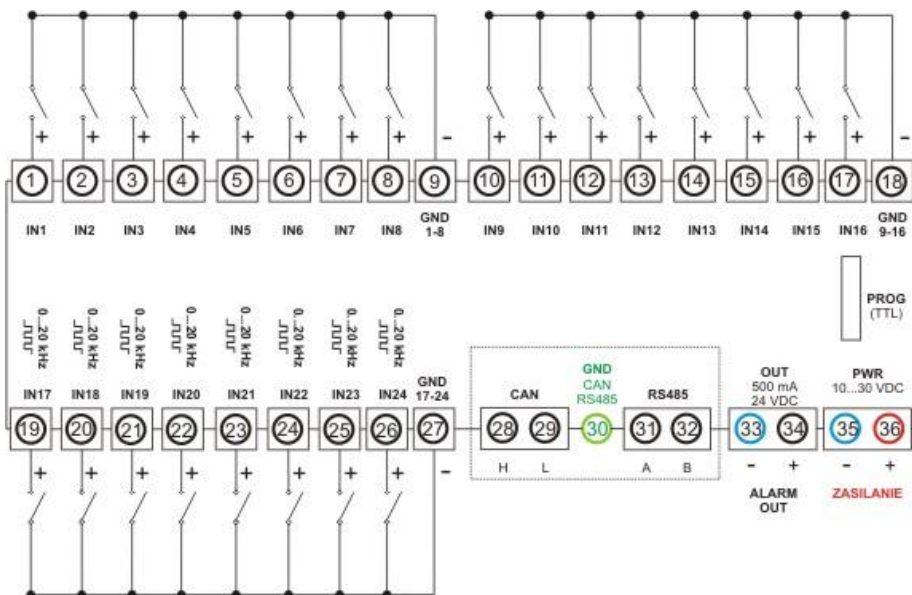 + + + + + + + + -
+ + + + + + + + -
1 2 3 4 5 6 7 8 9
10 11 12 13 14 15 16 17 18
IN1 IN2 IN3 IN4 IN5 IN6 IN7 IN8 GND
1-8
IN9 IN10 IN11 IN12 IN13 IN14 IN15 IN16 GND
9-16
PROG
(TTL)
0...20 kHz 0...20 kHz 0...20 kHz 0...20 kHz 0...20 kHz 0...20 kHz 0...20 kHz 0...20 kHz
IN17 IN18 IN19 IN20 IN21 IN22 IN23 IN24 GND
17-24
CAN
GND
CAN
RS485
RS485
OUT
500 mA
24 VDC
PWR
10...30 VDC
19 20 21 22 23 24 25 26 27 28 29 30 31 32 33 34 35 36
+ + + + + + + + -
H L A B
- + - +
ALARM
OUT
ZASILANIE